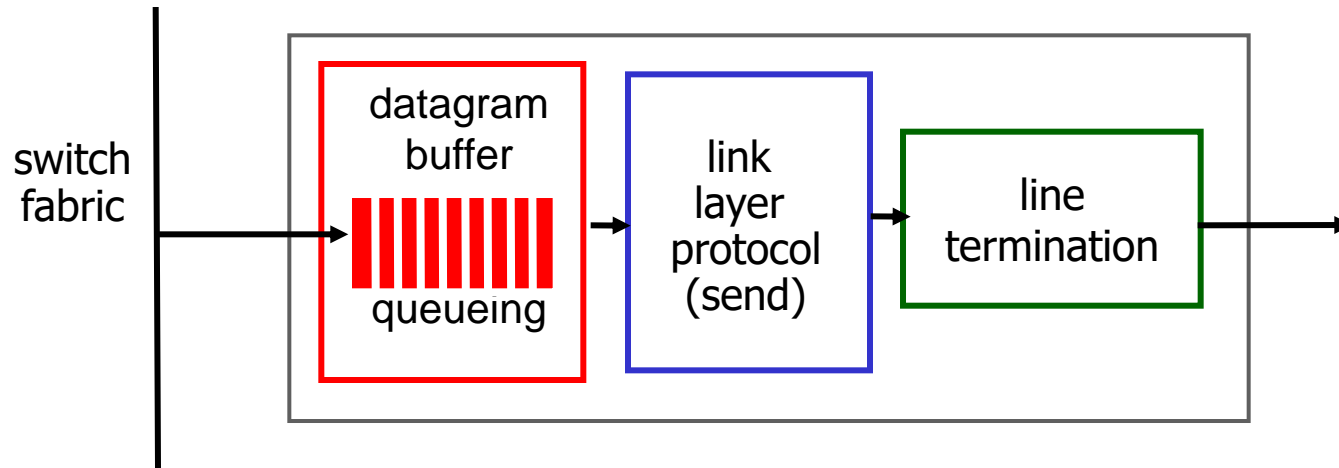 switch
fabric
datagram
buffer
queueing
link
layer
protocol
(send)
line
termination